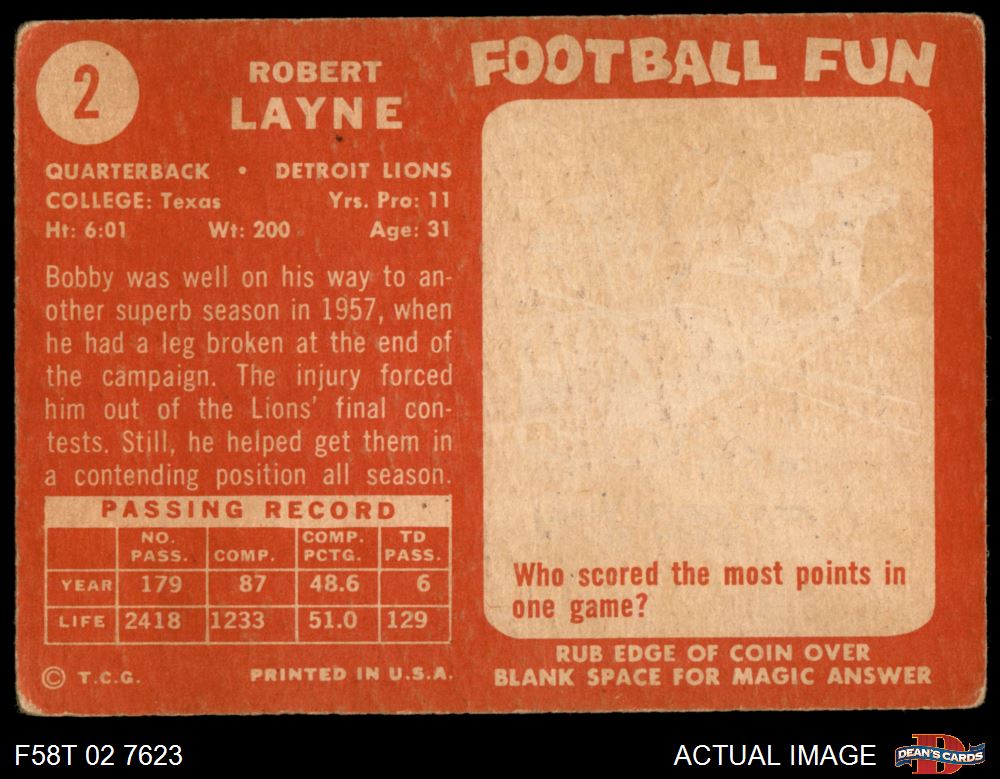 2
ROBERT
LAYNE
QUARTERBACK • DETROIT LIONS
COLLEGE: Texas Yrs. Pro: 11
Ht: 6:01 Wt: 200 Age: 31
Bobby was well on his way to an-
other superb season in 1957, when
he had a leg broken at the end of
the campaign. The injury forced
him out of the Lions' final con-
tests. Still, he helped get them in
a contending position all season.
PASSING RECORD
NO. PASS. COMP. COMP. PCTG. TD PASS.
YEAR 179 87 48.6 6
LIFE 2418 1233 51.0 129
© T.C.G. PRINTED IN U.S.A.
FOOTBALL FUN
Who scored the most points in
one game?
RUB EDGE OF COIN OVER
BLANK SPACE FOR MAGIC ANSWER
F58T 02 7623
ACTUAL IMAGE
D
DEAN'S CARDS